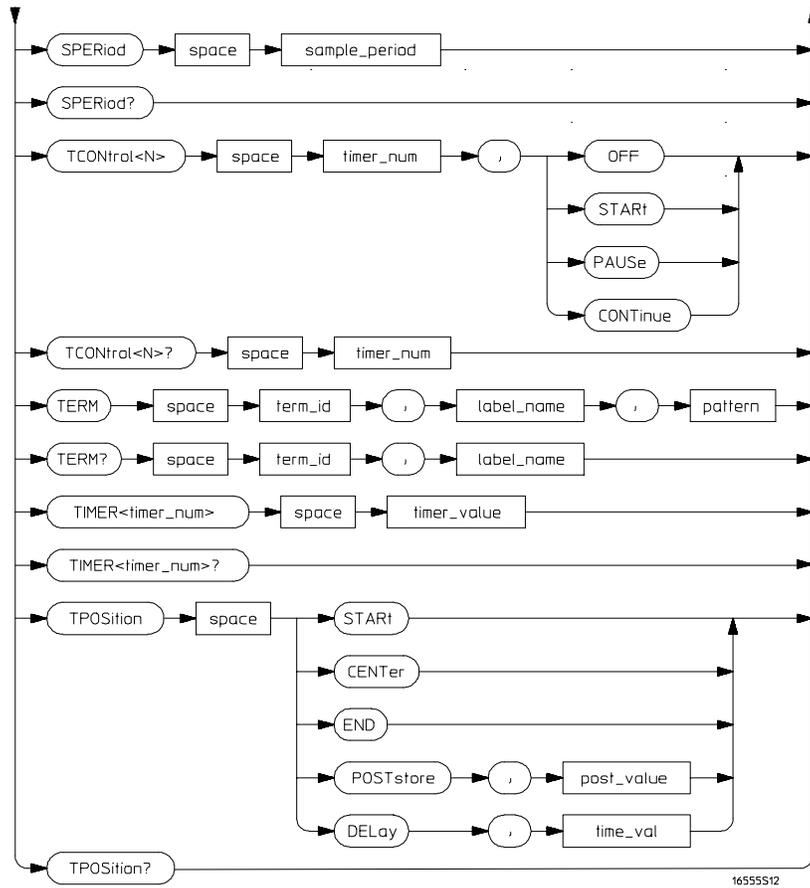 SPERiod space sample_period
SPERiod?
TCONtrol<N> space timer_num , OFF
STARt
PAUSe
CONTinue
TCONtrol<N>? space timer_num
TERM space term_id , label_name , pattern
TERM? space term_id , label_name
TIMER<timer_num> space timer_value
TIMER<timer_num>?
TPOSition space STARt
CENTer
END
POSTstore , post_value
DELay , time_val
TPOSition?
16555S12